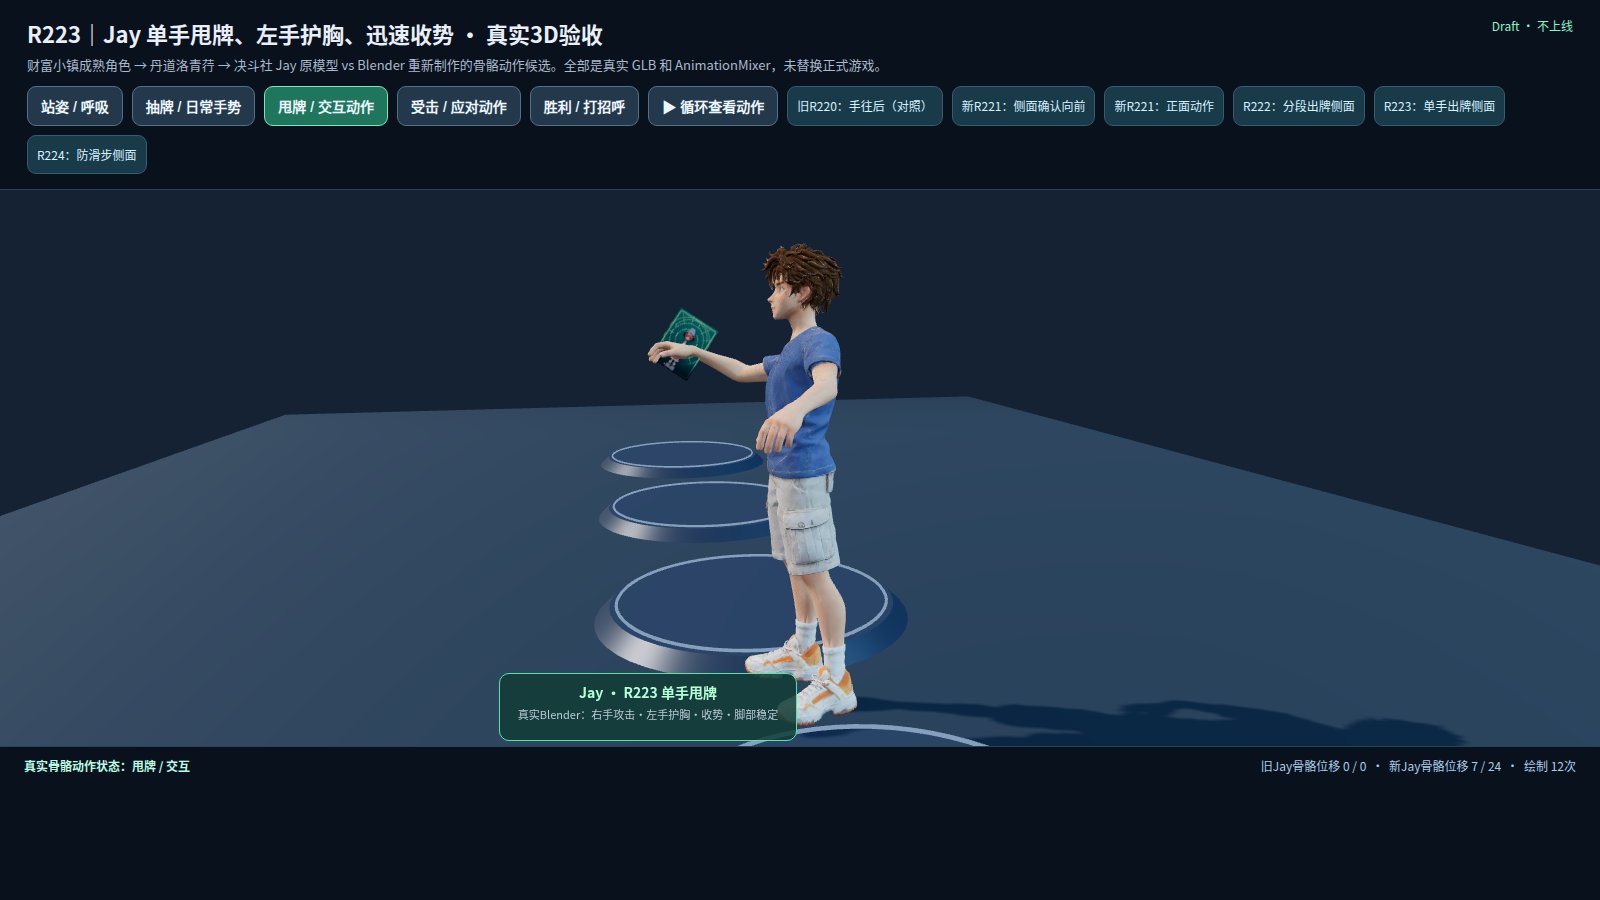 R223｜Jay 单手甩牌、左手护胸、迅速收势 · 真实3D验收
Draft · 不上线
财富小镇成熟角色 → 丹道洛青荇 → 决斗社 Jay 原模型 vs Blender 重新制作的骨骼动作候选。全部是真实 GLB 和 AnimationMixer，未替换正式游戏。
站姿 / 呼吸
抽牌 / 日常手势
甩牌 / 交互动作
受击 / 应对动作
胜利 / 打招呼
▶ 循环查看动作
旧R220：手往后（对照）
新R221：侧面确认向前
新R221：正面动作
R222：分段出牌侧面
R223：单手出牌侧面
R224：防滑步侧面
Jay · R223 单手甩牌
真实Blender：右手攻击·左手护胸·收势·脚部稳定
真实骨骼动作状态：甩牌 / 交互
旧Jay骨骼位移 0 / 0 · 新Jay骨骼位移 7 / 24 · 绘制 12次